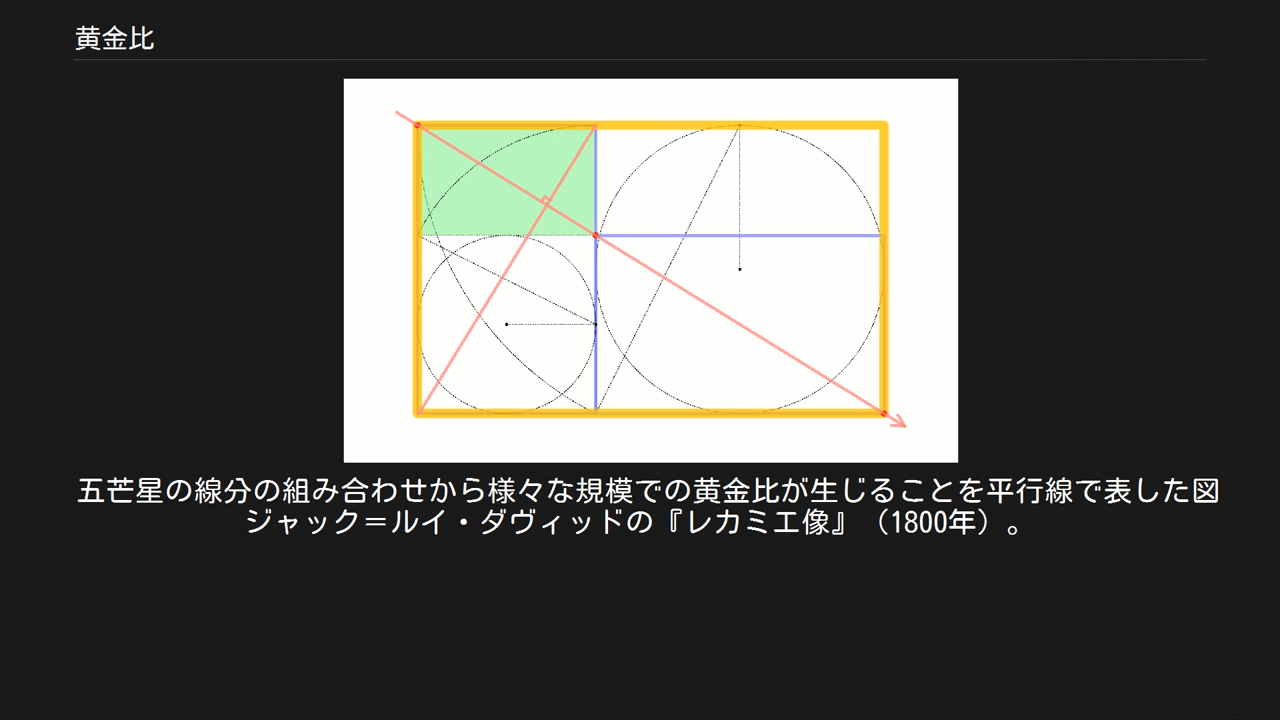 黄金比
五芒星の線分の組み合わせから様々な規模での黄金比が生じることを平行線で表した図
ジャック＝ルイ・ダヴィッドの『レカミエ像』（1800年）。